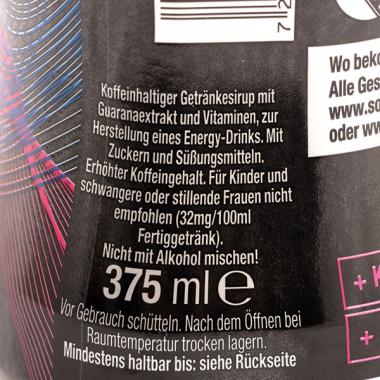 72
Wo beko
Alle Ges
www.so
oder ww
Koffeinhaltiger Getränkesirup mit
Guaranaextrakt und Vitaminen, zur
Herstellung eines Energy-Drinks. Mit
Zuckern und Süßungsmitteln.
Erhöhter Koffeingehalt. Für Kinder und
schwangere oder stillende Frauen nicht
empfohlen (32mg/100ml
Fertiggetränk).
Nicht mit Alkohol mischen!
375 ml e
Vor Gebrauch schütteln. Nach dem Öffnen bei
Raumtemperatur trocken lagern.
Mindestens haltbar bis: siehe Rückseite
+ K
+